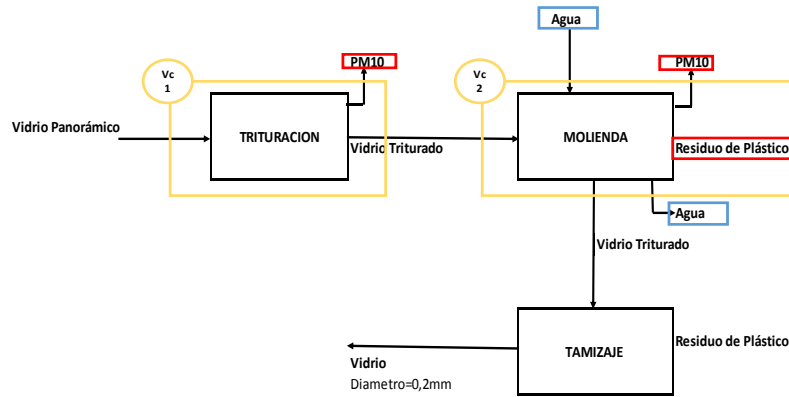 Agua
Vc
1
PM10
Vc
2
PM10
Vidrio Panorámico
TRITURACION
Vidrio Triturado
MOLIENDA
Residuo de Plástico
Agua
Vidrio Triturado
TAMIZAJE
Residuo de Plástico
Vidrio
Diametro=0,2mm